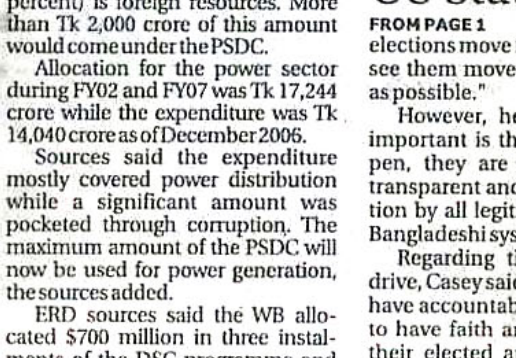 percent) is foreign resources. More
than Tk 2,000 crore of this amount
would come under the PSDC.
Allocation for the power sector
during FY02 and FY07 was Tk 17,244
crore while the expenditure was Tk
14,040 crore as of December 2006.
Sources said the expenditure
mostly covered power distribution
while a significant amount was
pocketed through corruption. The
maximum amount of the PSDC will
now be used for power generation,
the sources added.
ERD sources said the WB allo-
cated $700 million in three instal-
FROM PAGE 1
elections move
see them move
as possible."
However, he
important is th
pen, they are
transparent and
tion by all legit
Bangladeshi sys
Regarding t
drive, Casey said
have accountab
to have faith a
their elected